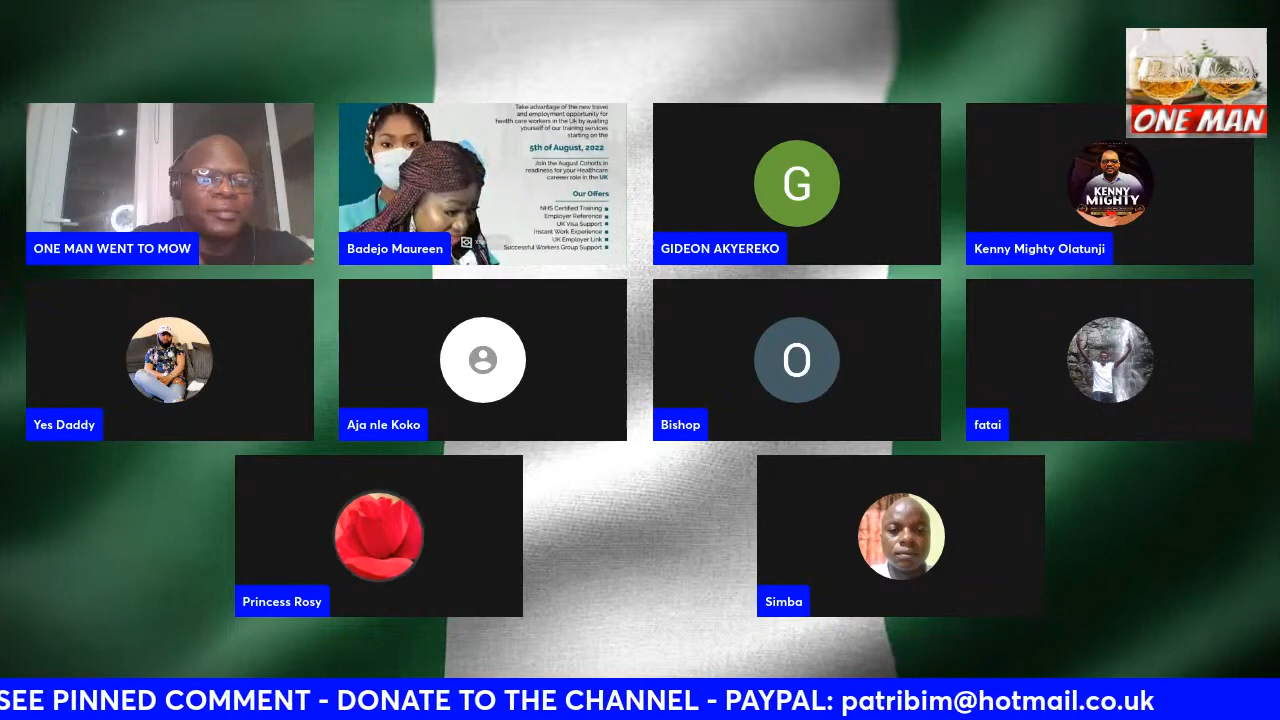 ONE MAN
Take advantage of the new travel
and employment opportunity for
health care workers in the Uk by availing
yourself of our training services
starting on the
5th of August, 2022
Join the August Cohorts in
readiness for your Healthcare
careeer role in the UK
Our Offers
NHS Certified Training
Employer Reference
UK Visa Support
Instant Work Experience
UK Employer Link
Successful Workers Group Support
G
KENNY
MIGHTY
ONE MAN WENT TO MOW
Badejo Maureen
GIDEON AKYEREKO
Kenny Mighty Olatunji
O
Yes Daddy
Aja nle Koko
Bishop
fatai
Princess Rosy
Simba
SEE PINNED COMMENT - DONATE TO THE CHANNEL - PAYPAL: patribim@hotmail.co.uk